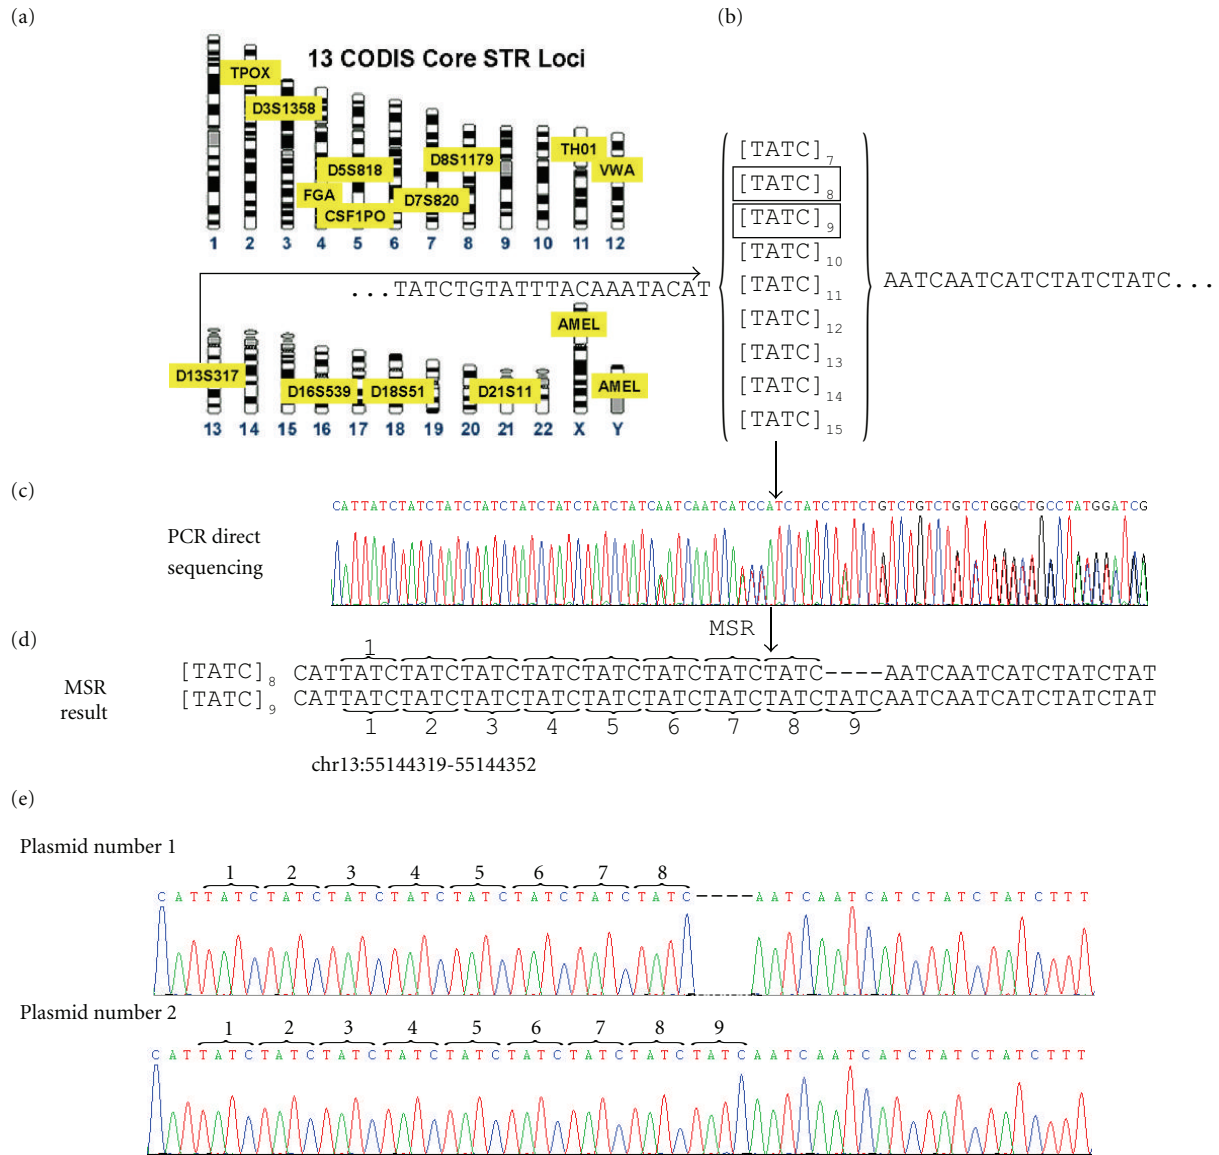 (a)
(b)
13 CODIS Core STR Loci
TPOX
D3S1358
D5S818
FGA
CSF1PO
D7S820
D8S1179
TH01
VWA
1 2 3 4 5 6 7 8 9 10 11 12
...TATCTGTATTTACAAATACAT
[TATC]7
[TATC]8
[TATC]9
[TATC]10
[TATC]11
[TATC]12
[TATC]13
[TATC]14
[TATC]15
AATCAATCATCTATCTATC...
AMEL
D13S317
D16S539
D18S51
D21S11
AMEL
13 14 15 16 17 18 19 20 21 22 X Y
(c)
PCR direct
sequencing
CATTATCTATCTATCTATCTATCTATCTATCTATCAATCAATCATCCATCTATCTTTCTGTCTGTCTGTCTGGGCTGCCTATGGATCG
MSR
(d)
MSR
result
1
[TATC]8 CATTATCTATCTATCTATCTATCTATCTATCTATC----AATCAATCATCTATCTAT
[TATC]9 CATTATCTATCTATCTATCTATCTATCTATCTATCTATCAATCAATCATCTATCTAT
1 2 3 4 5 6 7 8 9
chr13:55144319-55144352
(e)
Plasmid number 1
1 2 3 4 5 6 7 8
CATTATCTATCTATCTATCTATCTATCTATCTATC----AATCAATCATCTATCTATCTTT
Plasmid number 2
1 2 3 4 5 6 7 8 9
CATTATCTATCTATCTATCTATCTATCTATCTATCTATCAATCAATCATCTATCTATCTTT